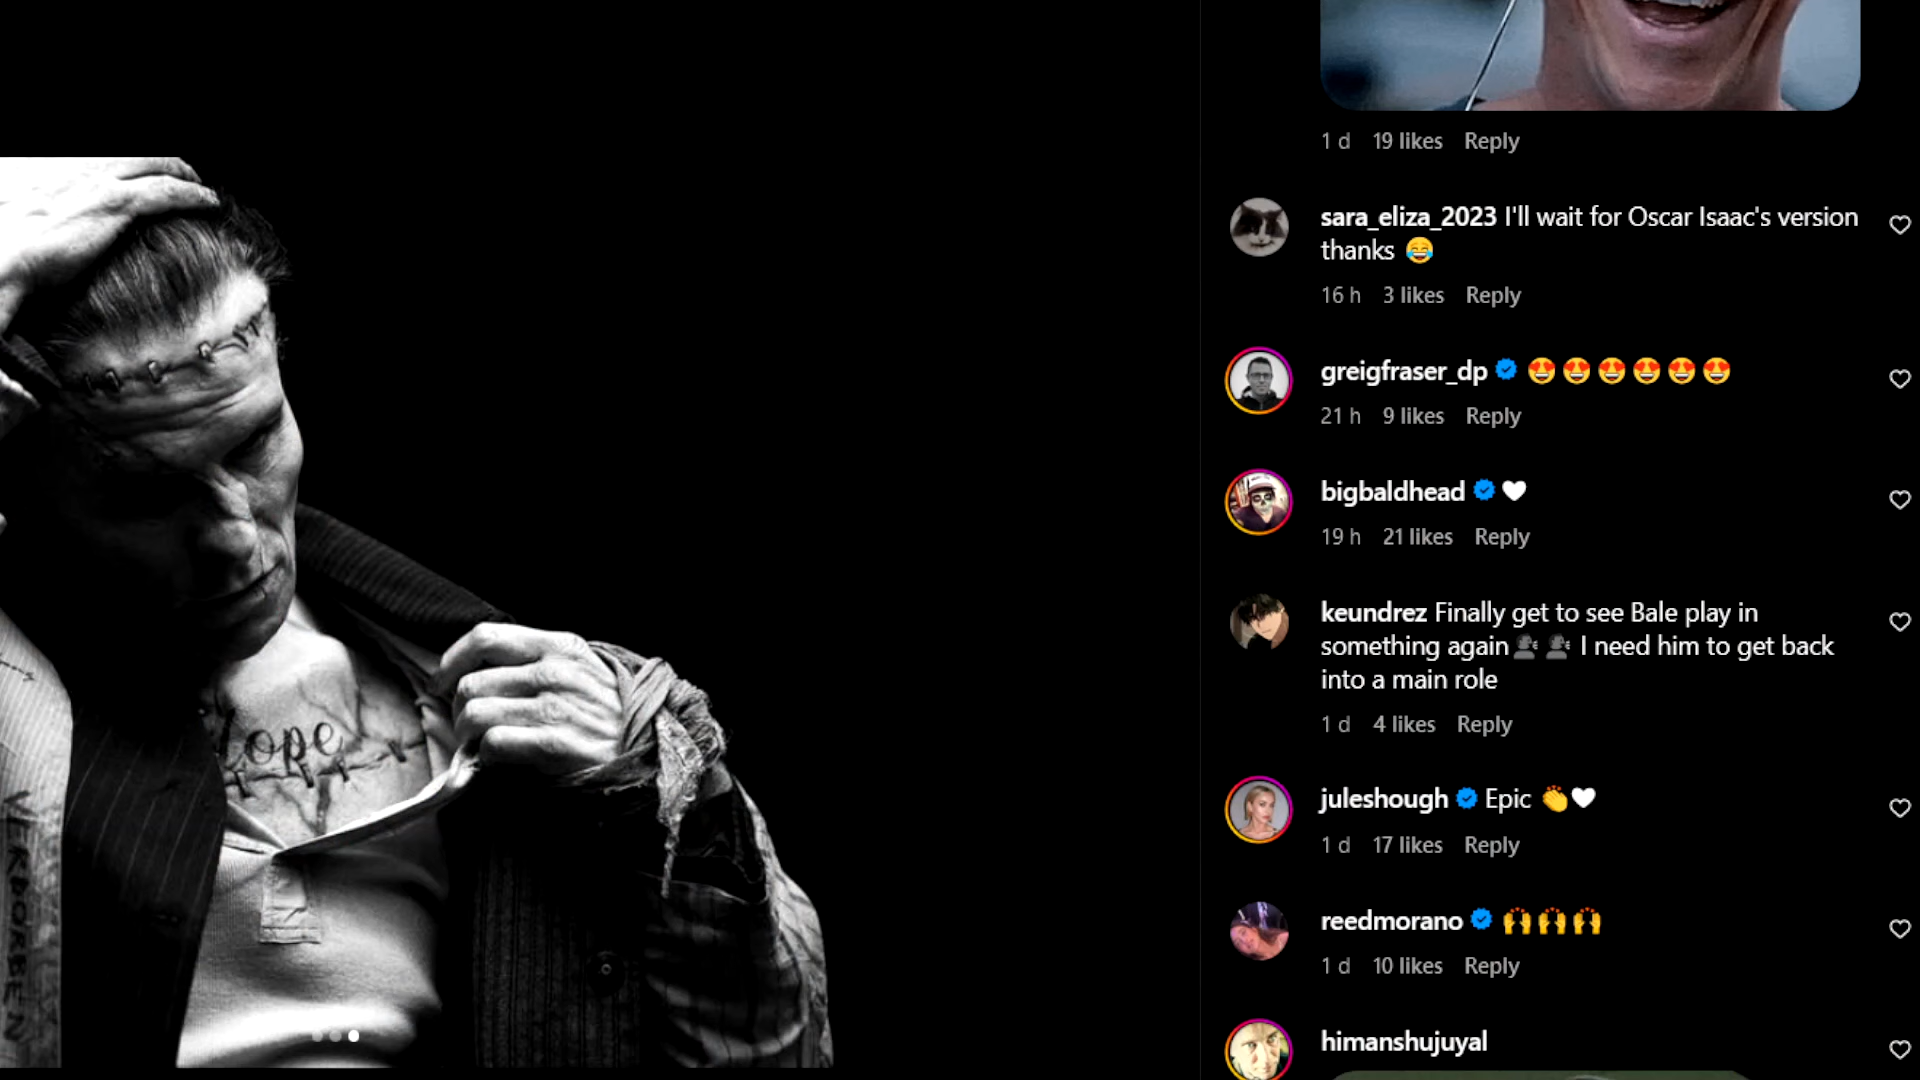 1 d 19 likes Reply
sara_eliza_2023 I'll wait for Oscar Isaac's version
thanks 😂
16 h 3 likes Reply
greigfraser_dp 😍😍😍😍😍😍
21 h 9 likes Reply
bigbaldhead 🤍
19 h 21 likes Reply
keundrez Finally get to see Bale play in
something again🗣️🗣️ I need him to get back
into a main role
1 d 4 likes Reply
juleshough Epic 👏🤍
1 d 17 likes Reply
reedmorano 🙌🙌🙌
1 d 10 likes Reply
himanshujuyal
VERDORBEN